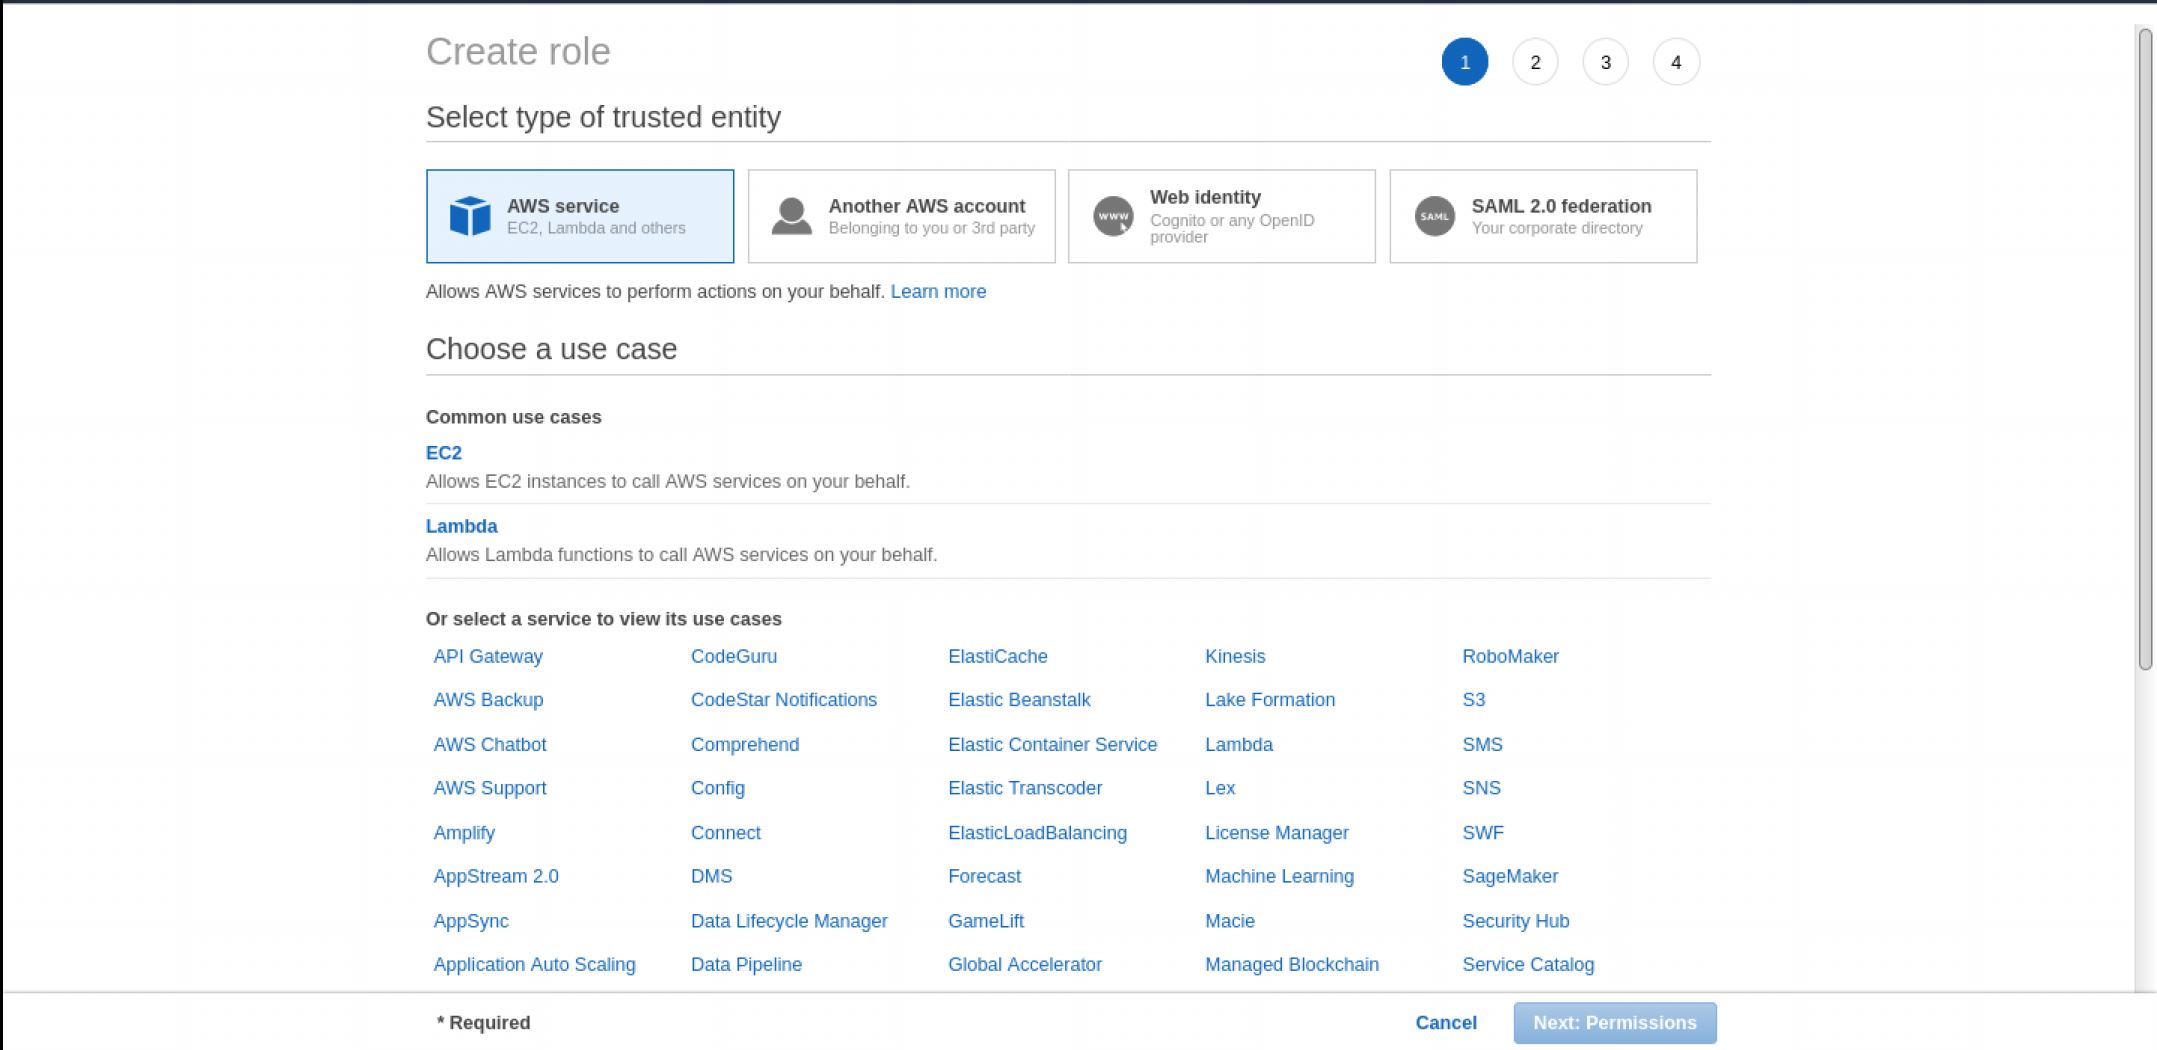 Create role
1 2 3 4
Select type of trusted entity
AWS service
EC2, Lambda and others
Another AWS account
Belonging to you or 3rd party
www
Web identity
Cognito or any OpenID
provider
SAML
SAML 2.0 federation
Your corporate directory
Allows AWS services to perform actions on your behalf. Learn more
Choose a use case
Common use cases
EC2
Allows EC2 instances to call AWS services on your behalf.
Lambda
Allows Lambda functions to call AWS services on your behalf.
Or select a service to view its use cases
API Gateway CodeGuru ElastiCache Kinesis RoboMaker
AWS Backup CodeStar Notifications Elastic Beanstalk Lake Formation S3
AWS Chatbot Comprehend Elastic Container Service Lambda SMS
AWS Support Config Elastic Transcoder Lex SNS
Amplify Connect ElasticLoadBalancing License Manager SWF
AppStream 2.0 DMS Forecast Machine Learning SageMaker
AppSync Data Lifecycle Manager GameLift Macie Security Hub
Application Auto Scaling Data Pipeline Global Accelerator Managed Blockchain Service Catalog
* Required Cancel Next: Permissions